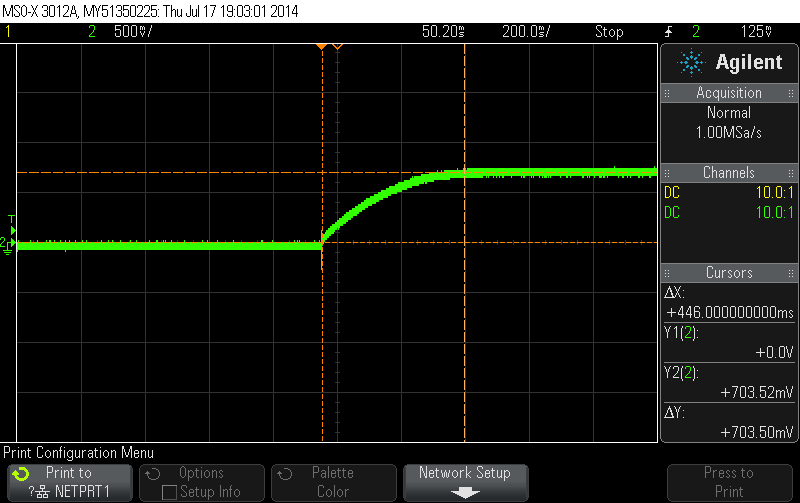 MSO-X 3012A, MY51350225: Thu Jul 17 19:03:01 2014
1 2 500mV/ 50.20ms 200.0ms/ Stop 2 125mV
Agilent
Acquisition
Normal
1.00MSa/s
Channels
DC 10.0:1
DC 10.0:1
Cursors
ΔX:
+446.000000000ms
Y1(2):
+0.0V
Y2(2):
+703.52mV
ΔY:
+703.50mV
T
2
Print Configuration Menu
Print to
? NETPRT1
Options
Setup Info
Palette
Color
Network Setup
Press to
Print